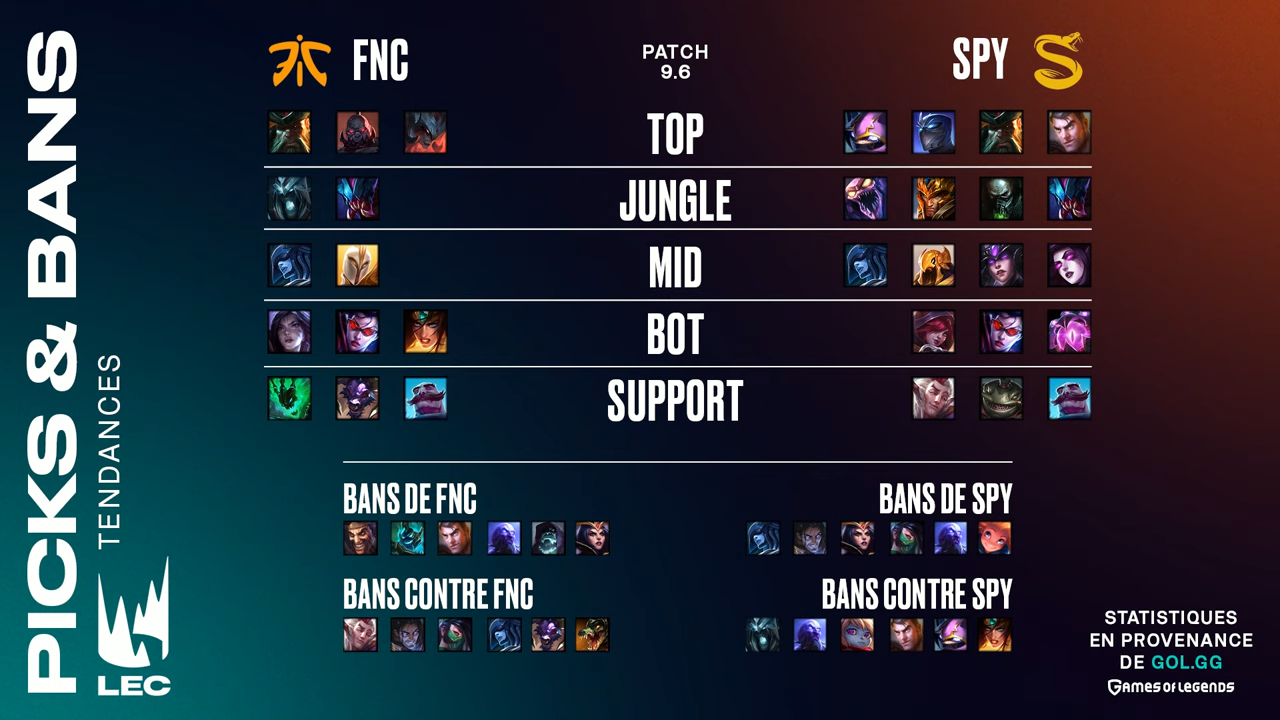 PICKS & BANS
TENDANCES
LEC
FNC
PATCH
9.6
SPY
TOP
JUNGLE
MID
BOT
SUPPORT
BANS DE FNC
BANS DE SPY
BANS CONTRE FNC
BANS CONTRE SPY
STATISTIQUES
EN PROVENANCE
DE GOL.GG
GAMES OF LEGENDS